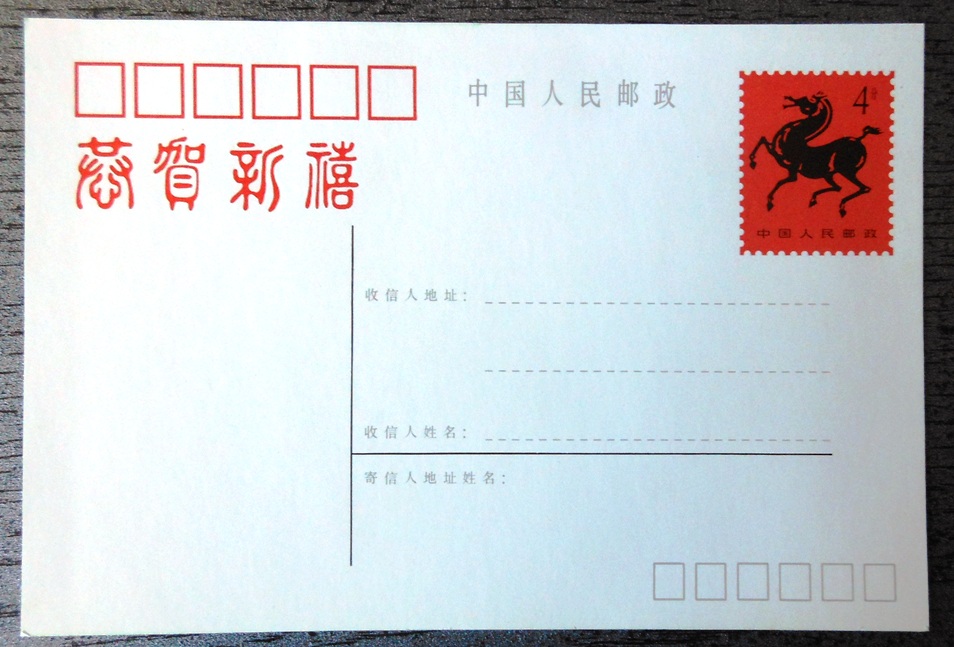 中国人民邮政
4分
恭賀新禧
中国人民邮政
收信人地址：
收信人姓名：
寄信人地址姓名：